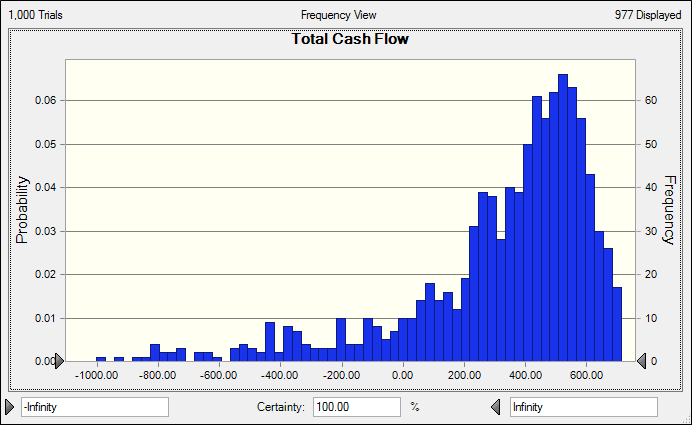 1,000 Trials Frequency View 977 Displayed
Total Cash Flow
0.06 60
0.05 50
0.04 40
Probability Frequency
0.03 30
0.02 20
0.01 10
0.00 0
-1000.00 -800.00 -600.00 -400.00 -200.00 0.00 200.00 400.00 600.00
-Infinity Certainty: 100.00 % Infinity